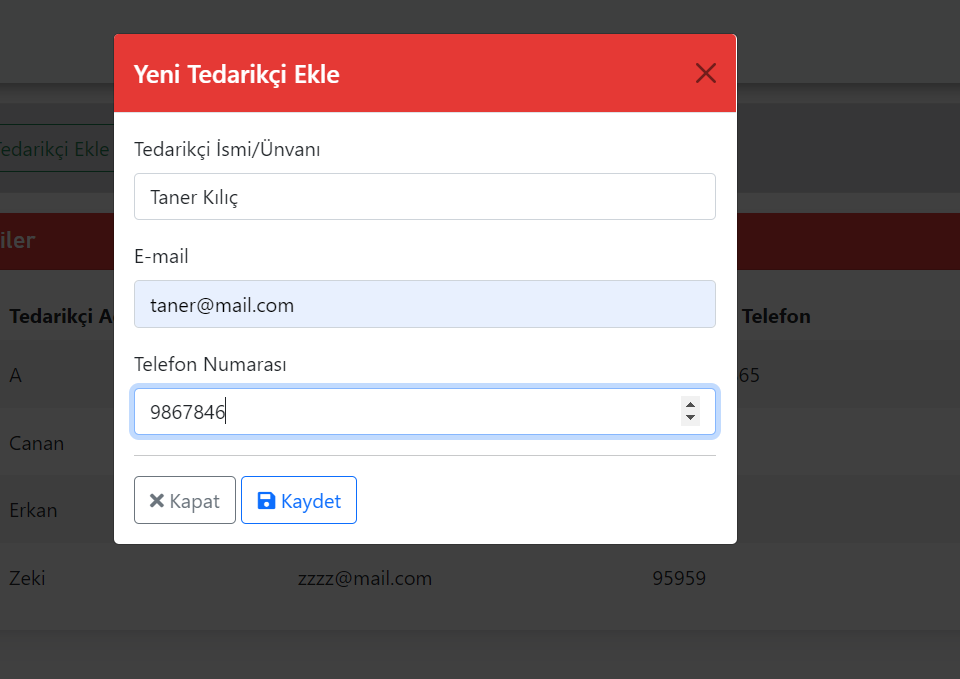 Yeni Tedarikçi Ekle
Tedarikçi Ekle
Tedarikçi İsmi/Ünvanı
Taner Kılıç
iler
E-mail
taner@mail.com
Tedarikçi A
Telefon
Telefon Numarası
A
65
9867846
Canan
Kapat
Kaydet
Erkan
Zeki zzzz@mail.com 95959